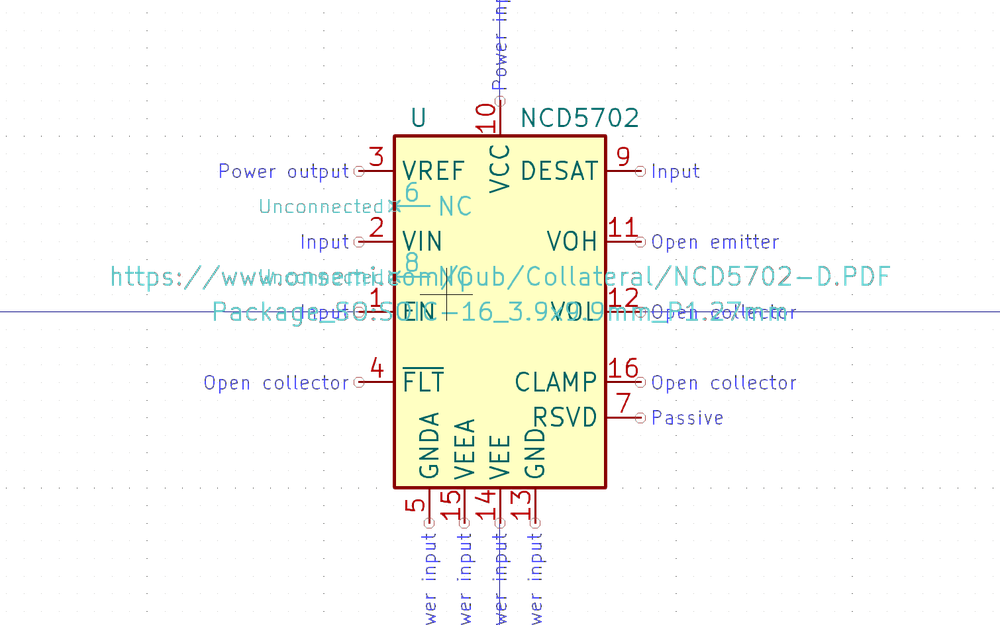 Power in
U
NCD5702
10
VCC
Power output
3
VREF
DESAT
9
Input
Unconnected
6
NC
Input
2
VIN
VOH
11
Open emitter
Unconnected
8
NC
https://www.onsemi.com/pub/Collateral/NCD5702-D.PDF
Input
1
EN
VOL
12
Open collector
Package_SO:SOIC-16_3.9x9.9mm_P1.27mm
Open collector
4
FLT
CLAMP
16
Open collector
RSVD
7
Passive
GNDA
VEEA
VEE
GND
5
15
14
13
wer input
wer input
wer input
wer input